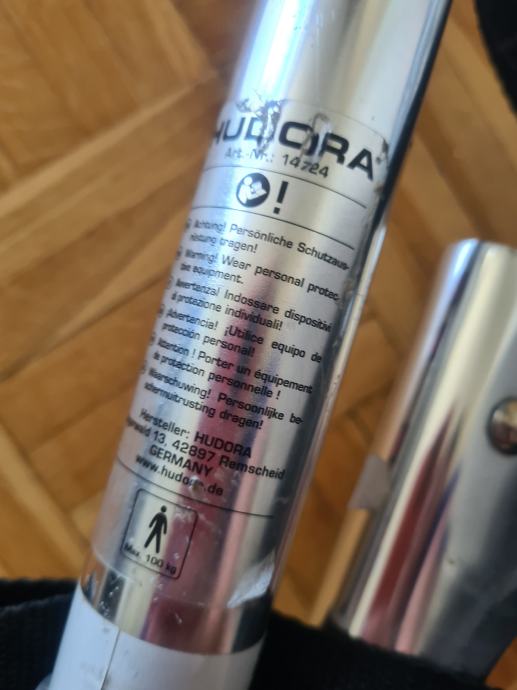 HUDORA
Art.-Nr.: 14724
!
Achtung! Persönliche Schutzaus-
rüstung tragen!
Warning! Wear personal protec-
tive equipment.
Avvertenza! Indossare dispositivi
di protezione individuali!
¡Advertencia! ¡Utilice equipo de
protección personal!
Attention ! Porter un équipement
de protection personnelle !
Waarschuwing! Persoonlijke be-
schermuitrusting dragen!
Hersteller: HUDORA
13, 42897 Remscheid
GERMANY
www.hudora.de
Max. 100 kg